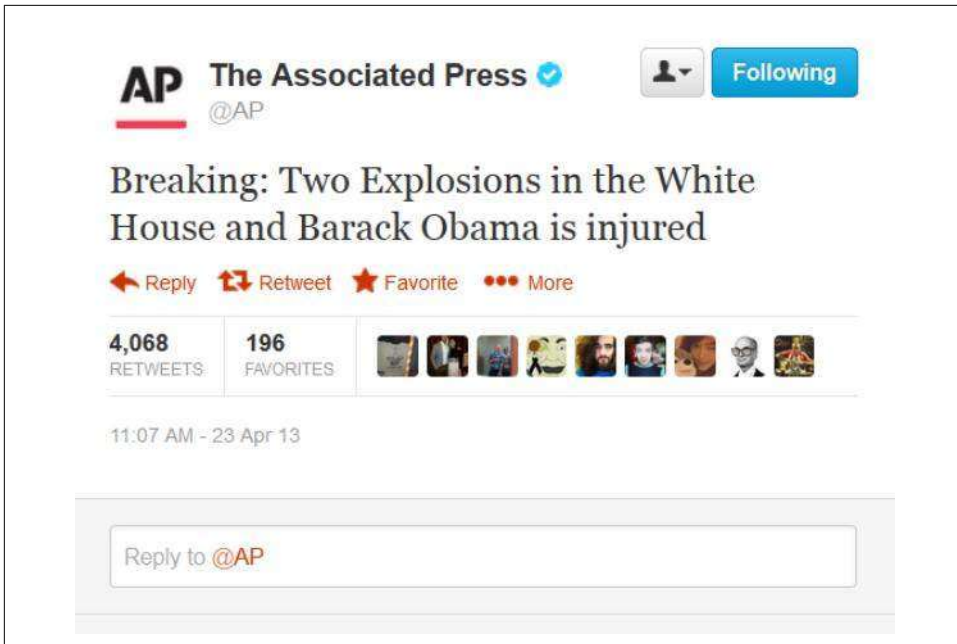 AP The Associated Press
Following
@AP
Breaking: Two Explosions in the White
House and Barack Obama is injured
Reply Retweet Favorite More
4,068 196
RETWEETS FAVORITES
11:07 AM - 23 Apr 13
Reply to @AP